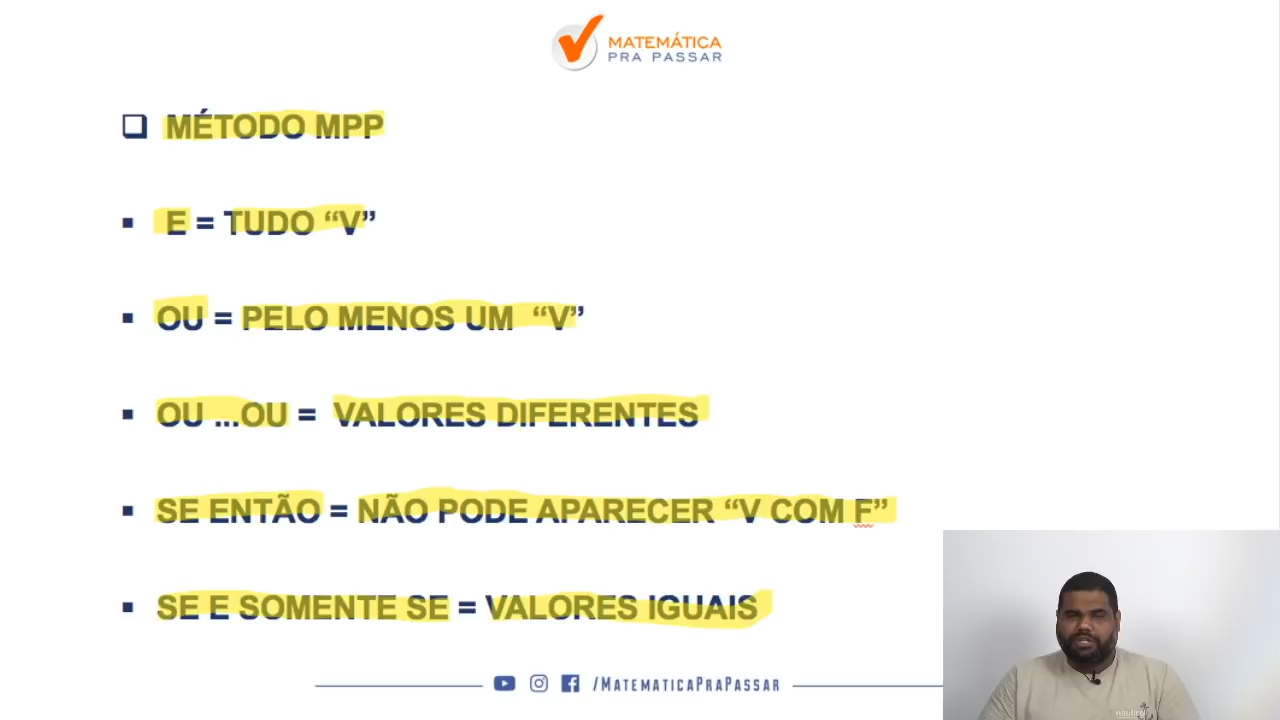 MATEMÁTICA
PRA PASSAR
MÉTODO MPP
E = TUDO “V”
OU = PELO MENOS UM “V”
OU ...OU = VALORES DIFERENTES
SE ENTÃO = NÃO PODE APARECER “V COM F”
SE E SOMENTE SE = VALORES IGUAIS
/MATEMATICAPRAPASSAR